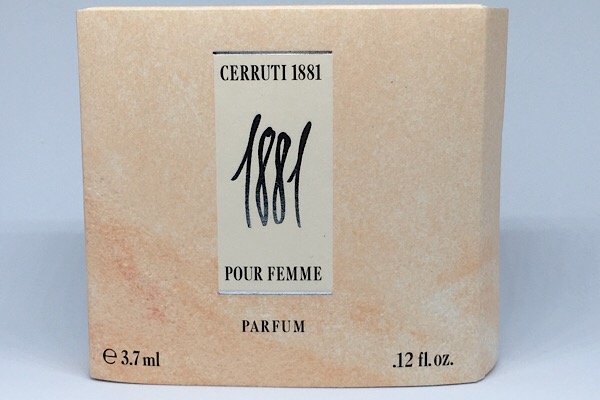 CERRUTI 1881
1881
POUR FEMME
PARFUM
℮ 3.7 ml .12 fl.oz.